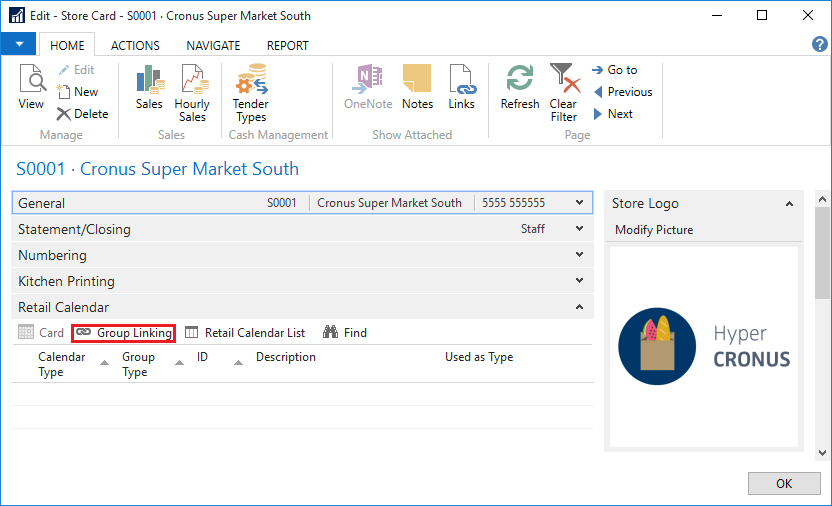 Edit - Store Card - S0001 · Cronus Super Market South
HOME ACTIONS NAVIGATE REPORT
View
Edit
New
Delete
Manage
Sales
Hourly
Sales
Sales
Tender
Types
Cash Management
OneNote
Notes
Links
Show Attached
Refresh
Clear
Filter
Go to
Previous
Next
Page
S0001 · Cronus Super Market South
General S0001 Cronus Super Market South 5555 555555
Statement/Closing Staff
Numbering
Kitchen Printing
Retail Calendar
Card Group Linking Retail Calendar List Find
Calendar
Type
Group
Type
ID
Description
Used as Type
Store Logo
Modify Picture
Hyper
CRONUS
OK